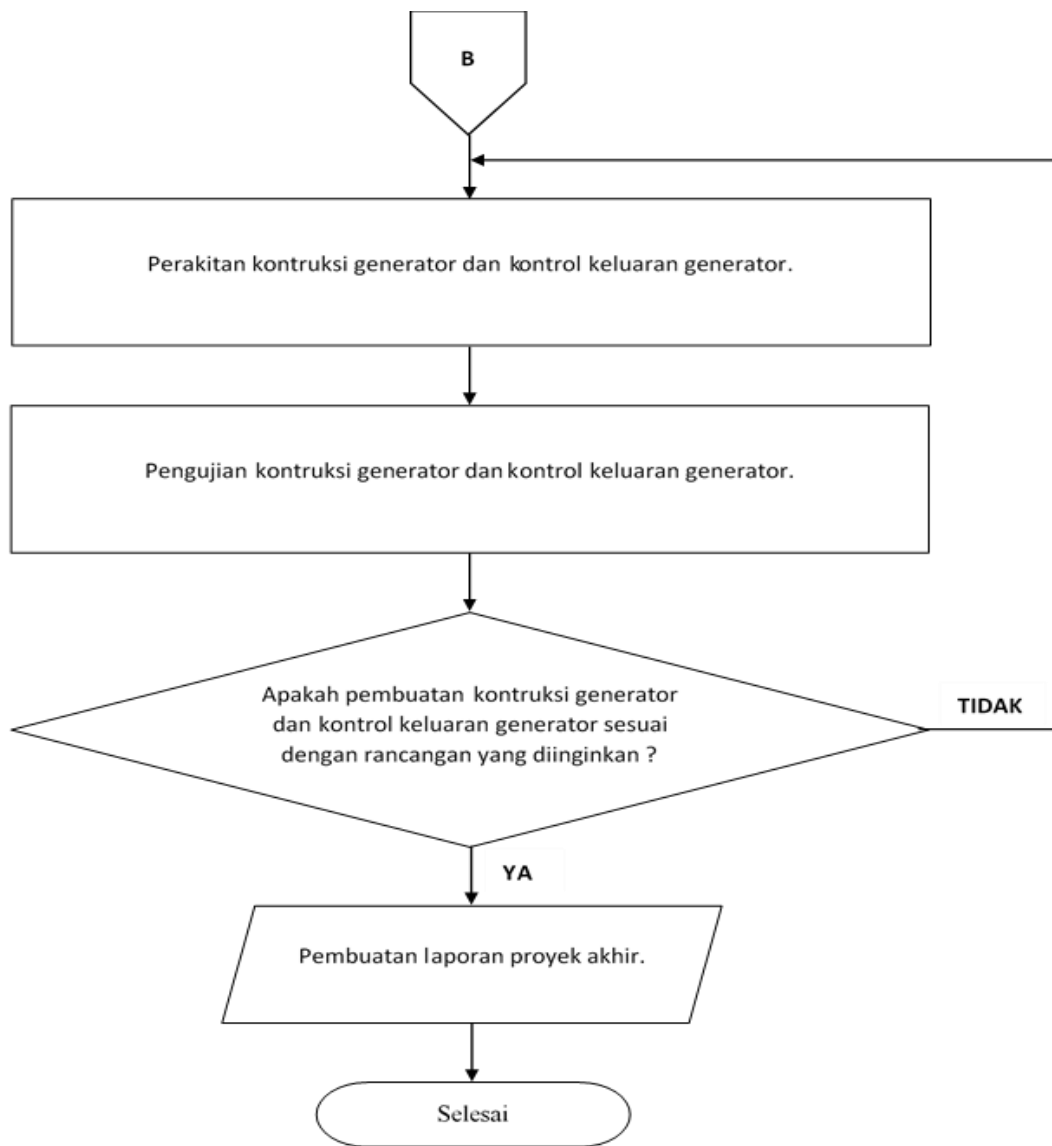 B
Perakitan kontruksi generator dan kontrol keluaran generator.
Pengujian kontruksi generator dan kontrol keluaran generator.
Apakah pembuatan kontruksi generator
dan kontrol keluaran generator sesuai
dengan rancangan yang diinginkan ?
TIDAK
YA
Pembuatan laporan proyek akhir.
Selesai